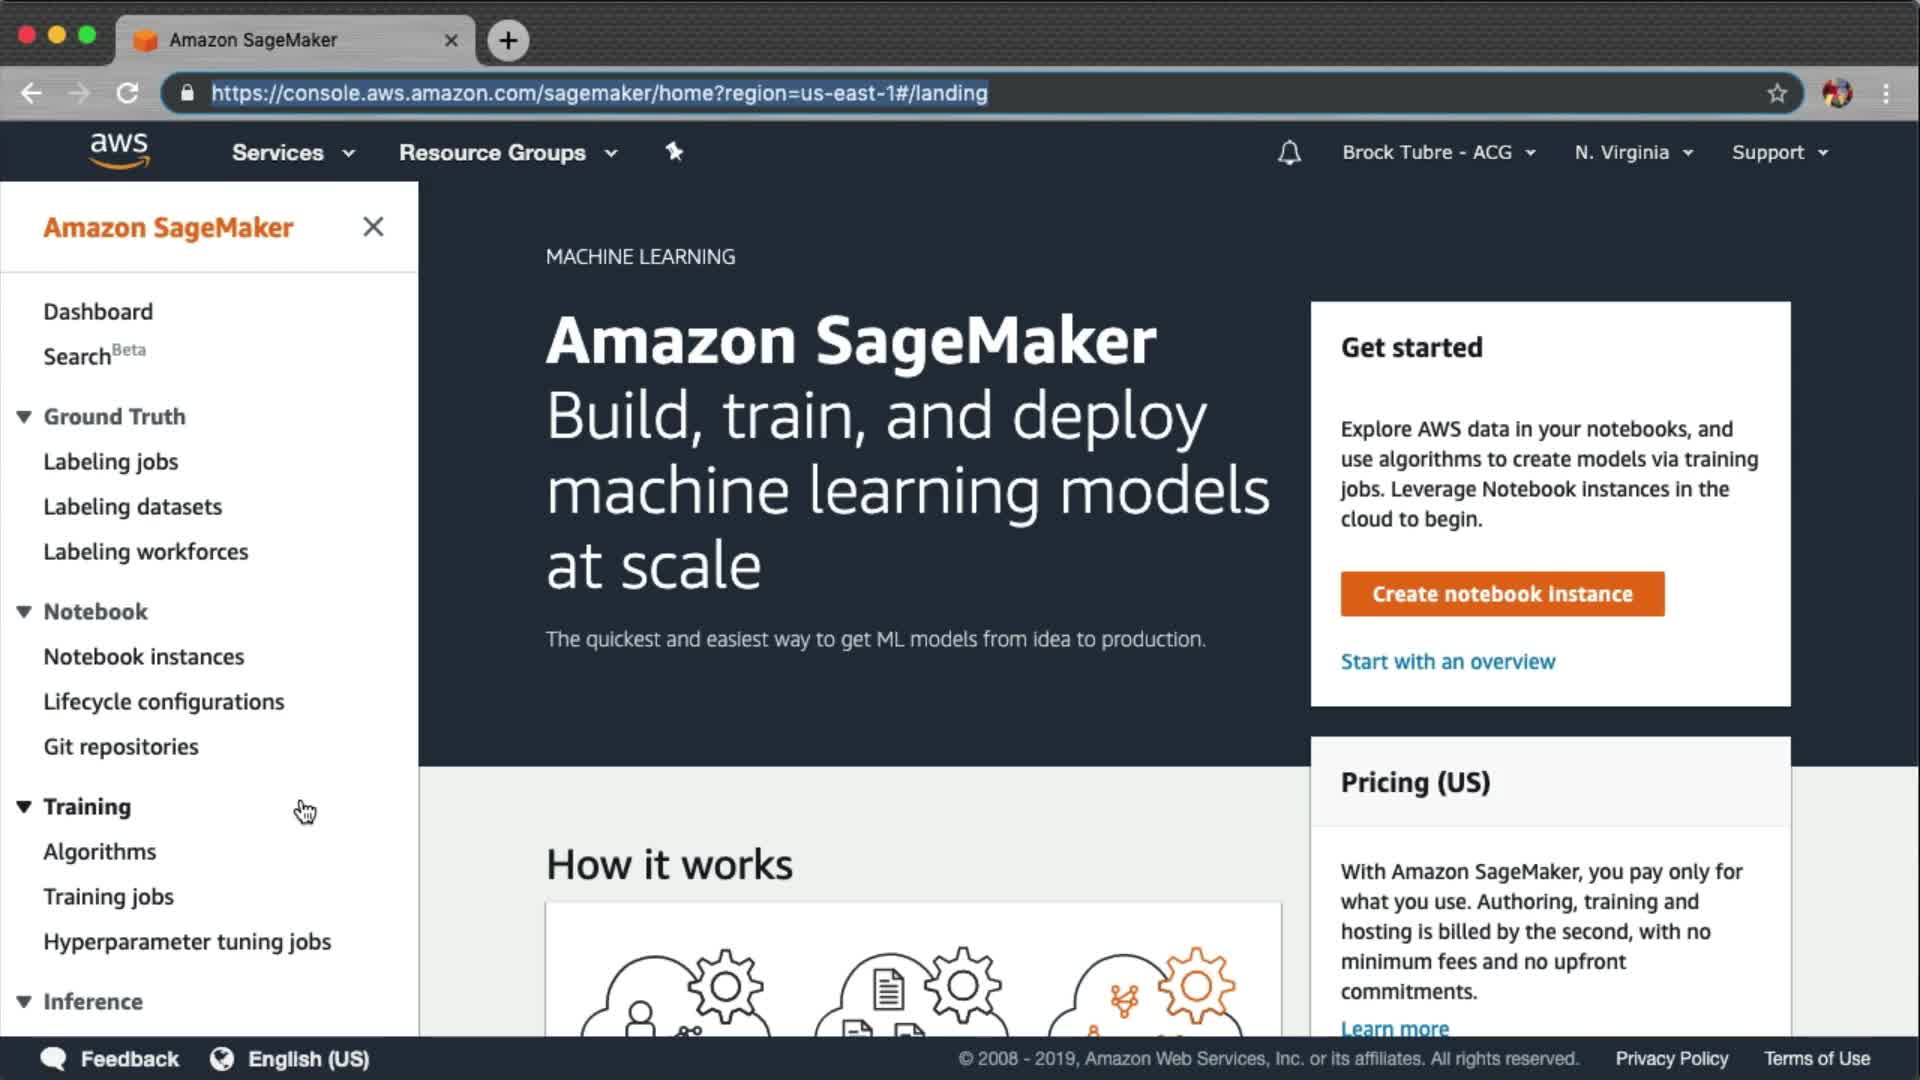 Amazon SageMaker
https://console.aws.amazon.com/sagemaker/home?region=us-east-1#/landing
aws
Services
Resource Groups
Brock Tubre - ACG
N. Virginia
Support
Amazon SageMaker
Dashboard
Search Beta
Ground Truth
Labeling jobs
Labeling datasets
Labeling workforces
Notebook
Notebook instances
Lifecycle configurations
Git repositories
Training
Algorithms
Training jobs
Hyperparameter tuning jobs
Inference
MACHINE LEARNING
Amazon SageMaker
Build, train, and deploy
machine learning models
at scale
The quickest and easiest way to get ML models from idea to production.
Get started
Explore AWS data in your notebooks, and
use algorithms to create models via training
jobs. Leverage Notebook instances in the
cloud to begin.
Create notebook instance
Start with an overview
How it works
Pricing (US)
With Amazon SageMaker, you pay only for
what you use. Authoring, training and
hosting is billed by the second, with no
minimum fees and no upfront
commitments.
Learn more
Feedback
English (US)
© 2008 - 2019, Amazon Web Services, Inc. or its affiliates. All rights reserved.
Privacy Policy
Terms of Use